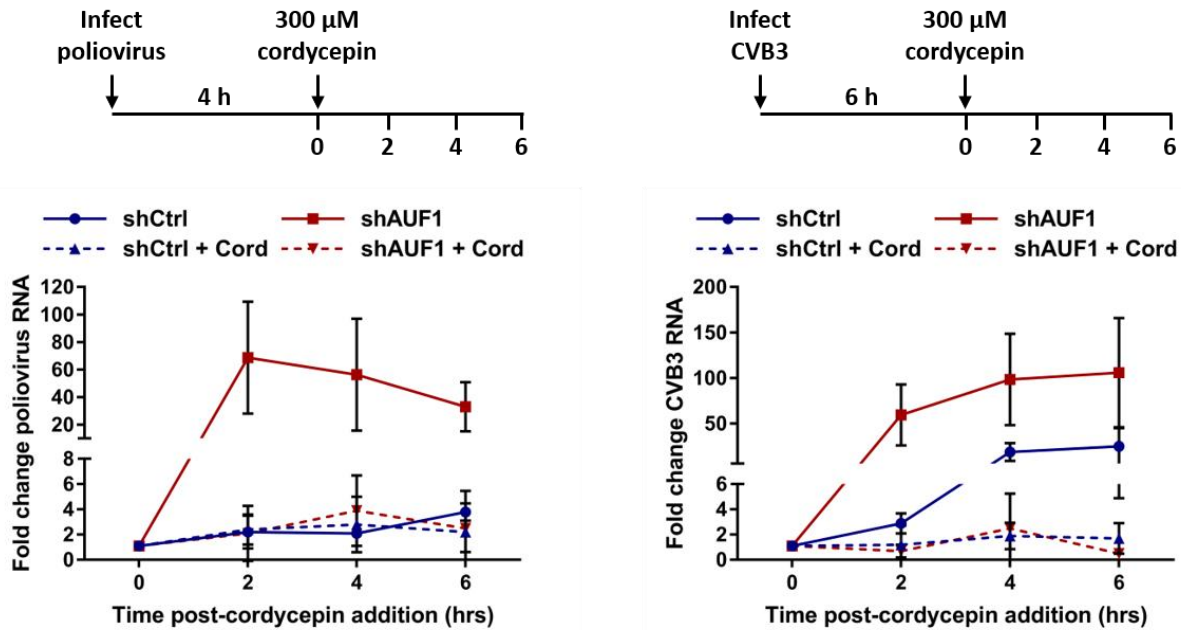 Infect
poliovirus
300 µM
cordycepin
4 h
0 2 4 6
shCtrl shAUF1
shCtrl + Cord shAUF1 + Cord
Fold change poliovirus RNA
120
100
80
60
40
20
8
6
4
2
0
0 2 4 6
Time post-cordycepin addition (hrs)
Infect
CVB3
300 µM
cordycepin
6 h
0 2 4 6
shCtrl shAUF1
shCtrl + Cord shAUF1 + Cord
Fold change CVB3 RNA
200
150
100
50
6
4
2
0
0 2 4 6
Time post-cordycepin addition (hrs)